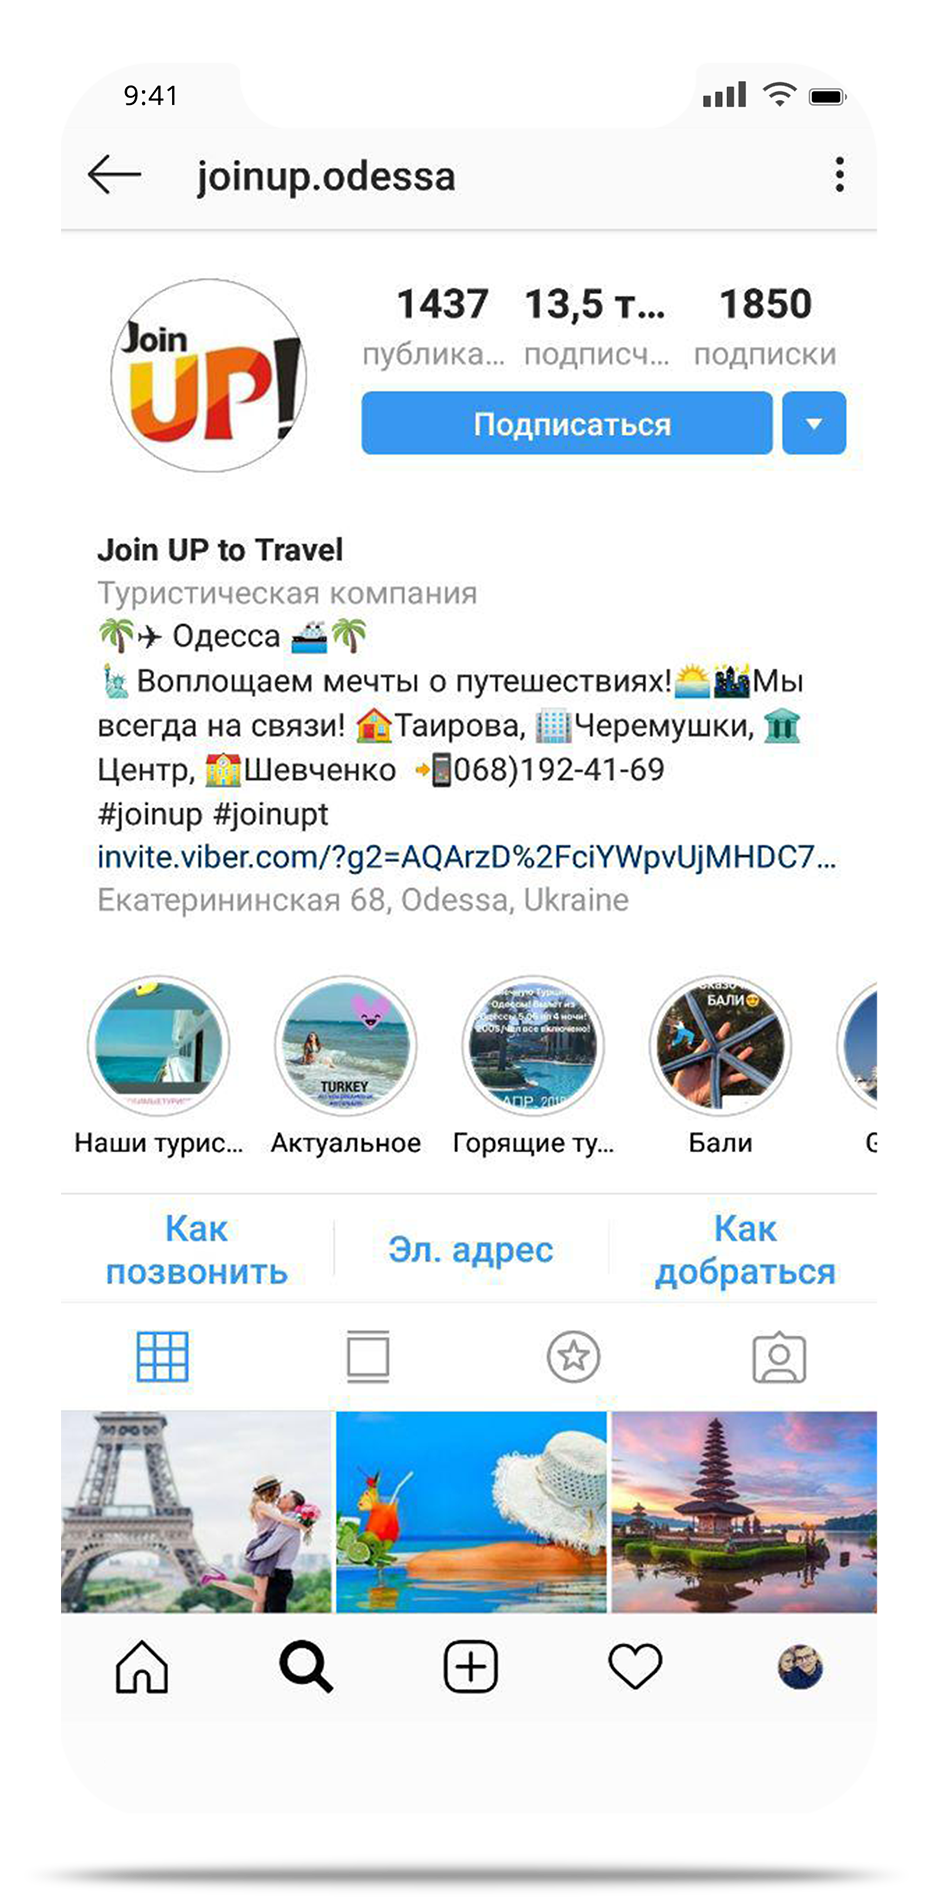 9:41
joinup.odessa
Join
UP!
1437 13,5 т... 1850
публика... подписч... подписки
Подписаться
Join UP to Travel
Туристическая компания
🌴✈ Одесса 🛳🌴
🗽 Воплощаем мечты о путешествиях!🌅🌃Мы
всегда на связи! 🏠Таирова, 🏢Черемушки, 🏛
Центр, 🏫Шевченко 📲068)192-41-69
#joinup #joinupt
invite.viber.com/?g2=AQArzD%2FciYWpvUjMHDC7...
Екатерининская 68, Odessa, Ukraine
БАЛИ😍
TURKEY
АПР. 2018
Наши турис... Актуальное Горящие ту... Бали
Как позвонить
Эл. адрес
Как добраться